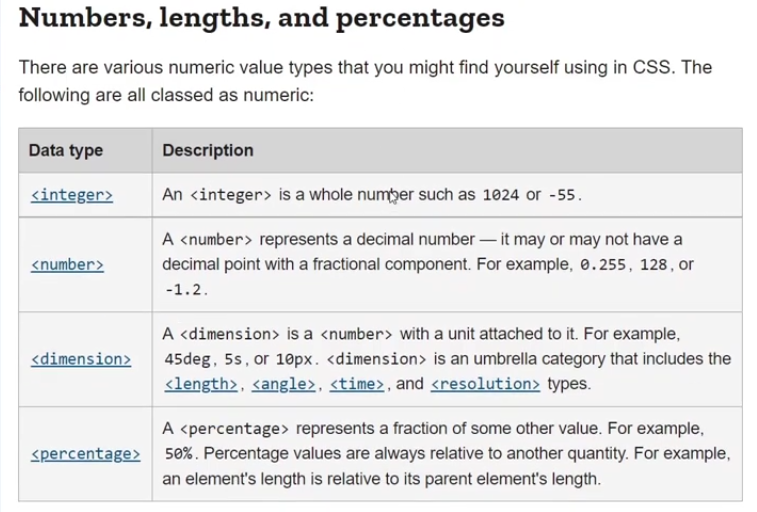 Numbers, lengths, and percentages
There are various numeric value types that you might find yourself using in CSS. The
following are all classed as numeric:
Data type Description
<integer> An <integer> is a whole number such as 1024 or -55.
A <number> represents a decimal number — it may or may not have a
<number> decimal point with a fractional component. For example, 0.255, 128, or
-1.2.
A <dimension> is a <number> with a unit attached to it. For example,
<dimension> 45deg, 5s, or 10px. <dimension> is an umbrella category that includes the
<length>, <angle>, <time>, and <resolution> types.
A <percentage> represents a fraction of some other value. For example,
<percentage> 50%. Percentage values are always relative to another quantity. For example,
an element's length is relative to its parent element's length.